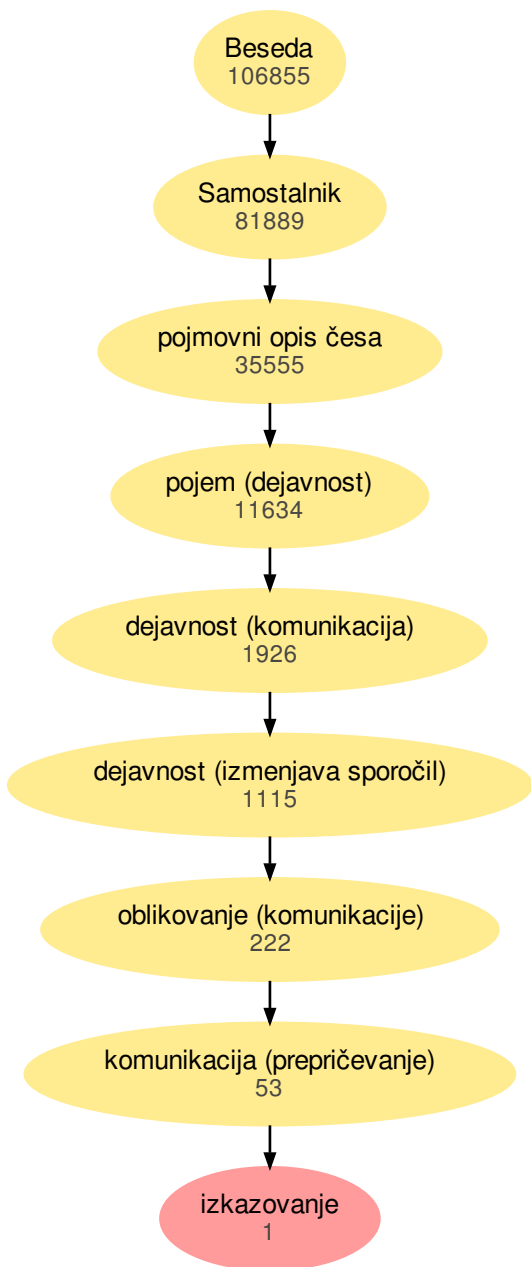 Beseda
106855
Samostalnik
81889
pojmovni opis česa
35555
pojem (dejavnost)
11634
dejavnost (komunikacija)
1926
dejavnost (izmenjava sporočil)
1115
oblikovanje (komunikacije)
222
komunikacija (prepričevanje)
53
izkazovanje
1